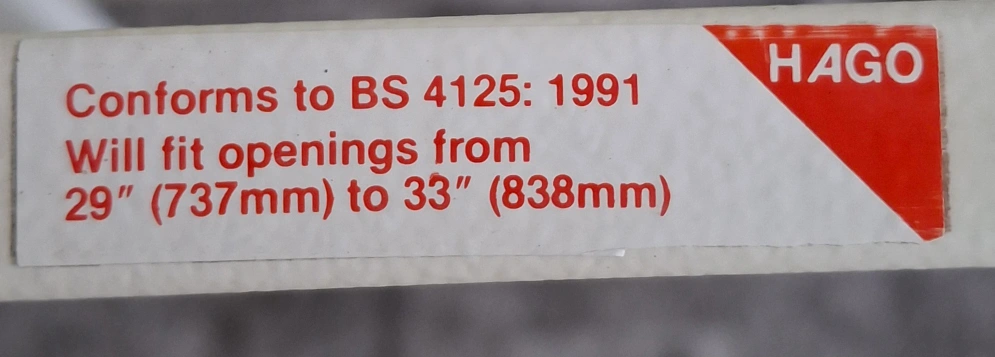 HAGO
Conforms to BS 4125: 1991
Will fit openings from
29" (737mm) to 33" (838mm)